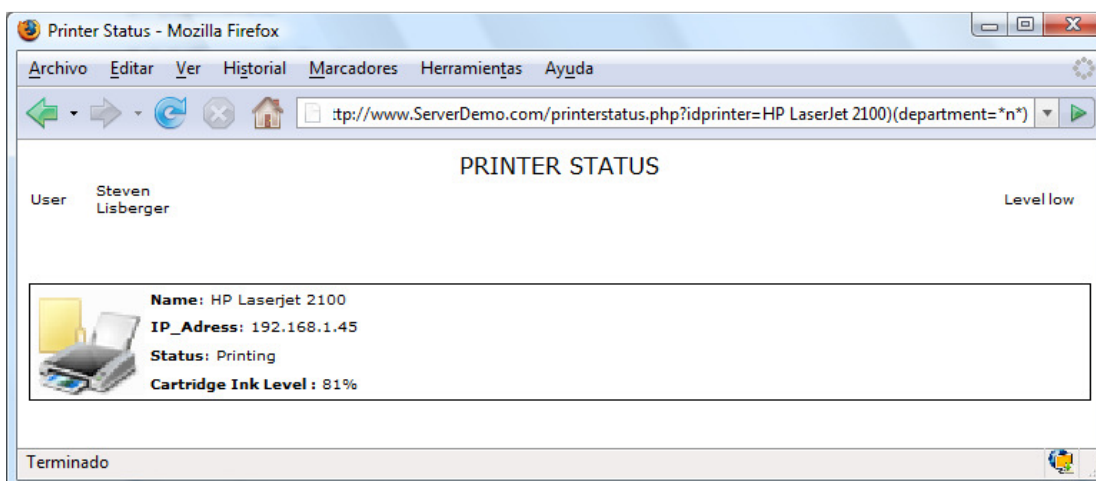 Printer Status - Mozilla Firefox
Archivo Editar Ver Historial Marcadores Herramientas Ayuda
ttp://www.ServerDemo.com/printerstatus.php?idprinter=HP LaserJet 2100)(department=*n*)
PRINTER STATUS
User Steven Lisberger
Level low
Name: HP Laserjet 2100
IP_Adress: 192.168.1.45
Status: Printing
Cartridge Ink Level : 81%
Terminado